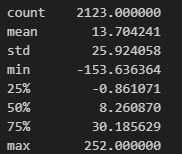 count 2123.000000
mean 13.704241
std 25.924058
min -153.636364
25% -0.861071
50% 8.260870
75% 30.185629
max 252.000000